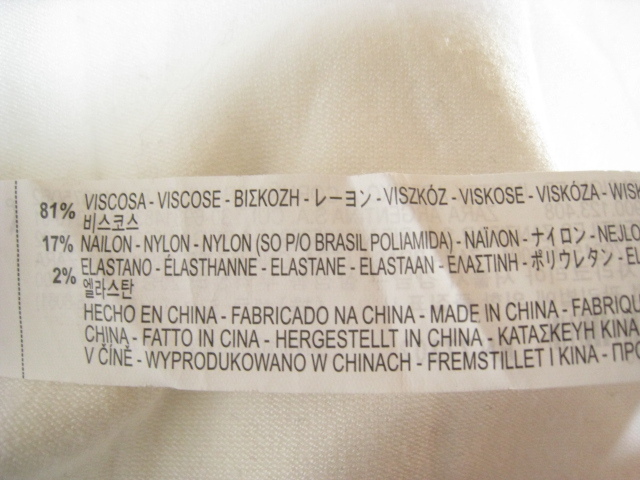 81% VISCOSA - VISCOSE - ΒΙΣΚΟΖΗ - レーヨン - VISZKÓZ - VISKOSE - VISKÓZA - WISK
비스코스
17% NAILON - NYLON - NYLON (SO P/O BRASIL POLIAMIDA) - ΝΑΪΛΟΝ - ナイロン - NEJLO
2% ELASTANO - ÉLASTHANNE - ELASTANE - ELASTAAN - ΕΛΑΣΤΙΝΗ - ポリウレタン - EL
엘라스탄
HECHO EN CHINA - FABRICADO NA CHINA - MADE IN CHINA - FABRIQU
CHINA - FATTO IN CINA - HERGESTELLT IN CHINA - ΚΑΤΑΣΚΕΥΗ ΚΙΝΑ
V ČÍNĚ - WYPRODUKOWANO W CHINACH - FREMSTILLET I KINA - ΠΡΟ